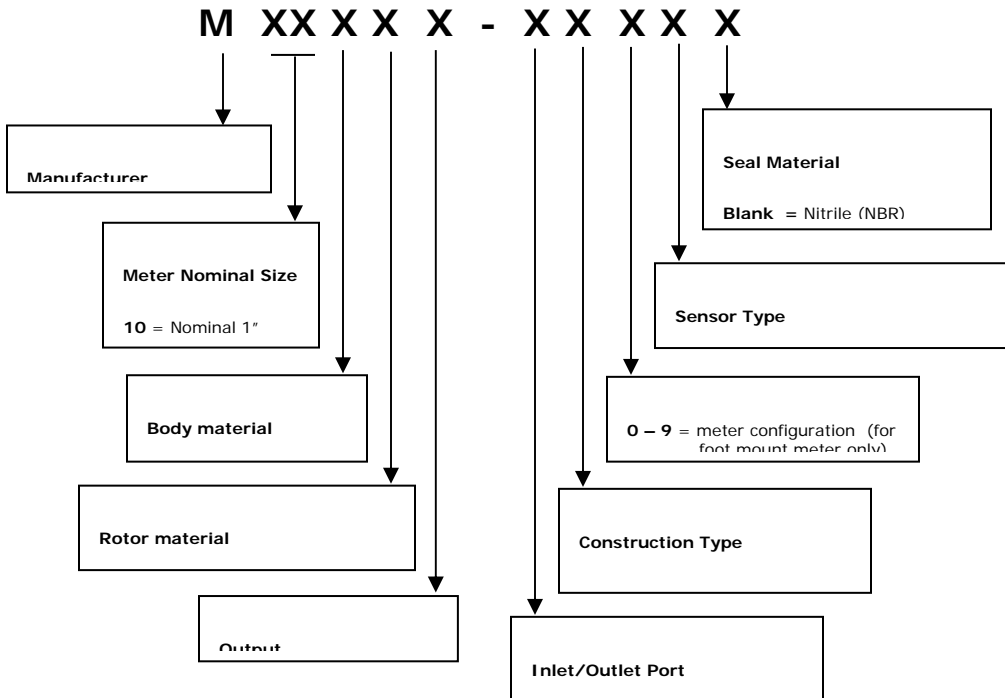 M XX X X X - X X X X X
Manufacturer
Seal Material
Blank = Nitrile (NBR)
Meter Nominal Size
10 = Nominal 1"
Sensor Type
Body material
0 – 9 = meter configuration (for
foot mount meter only)
Rotor material
Construction Type
Output
Inlet/Outlet Port